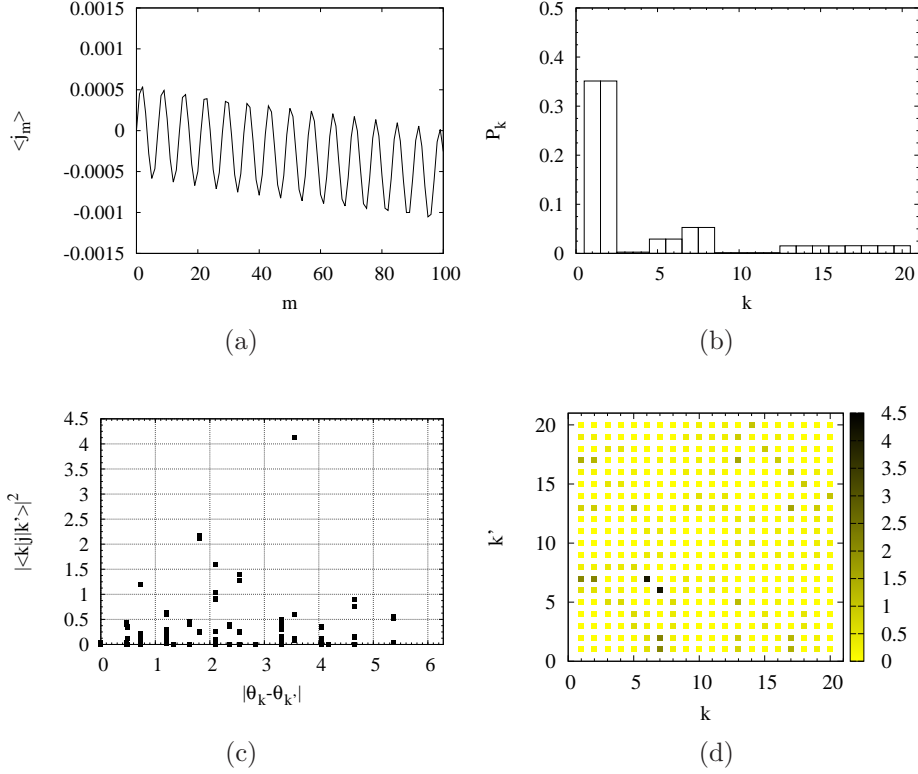 0.0015
0.001
0.0005
0
-0.0005
-0.001
-0.0015
<j_m>
0 20 40 60 80 100
m
(a)
0.5
0.4
0.3
0.2
0.1
0
P_k
0 5 10 15 20
k
(b)
4.5
4
3.5
3
2.5
2
1.5
1
0.5
0
|<k|j|k'>|^2
0 1 2 3 4 5 6
|θ_k-θ_k'|
(c)
20
15
10
5
0
k'
0 5 10 15 20
k
4.5
4
3.5
3
2.5
2
1.5
1
0.5
0
(d)